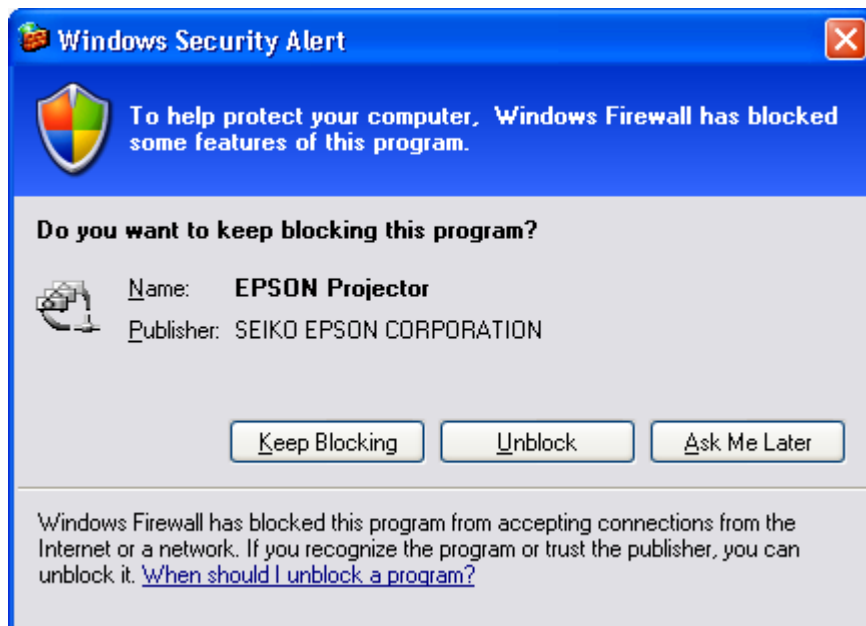 Windows Security Alert
To help protect your computer, Windows Firewall has blocked
some features of this program.
Do you want to keep blocking this program?
Name: EPSON Projector
Publisher: SEIKO EPSON CORPORATION
Keep Blocking Unblock Ask Me Later
Windows Firewall has blocked this program from accepting connections from the
Internet or a network. If you recognize the program or trust the publisher, you can
unblock it. When should I unblock a program?